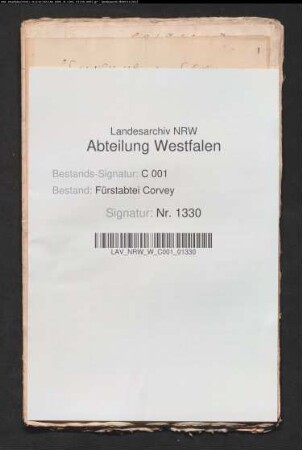 Landesarchiv NRW
Abteilung Westfalen
Bestands-Signatur: C 001
Bestand: Fürstabtei Corvey
Signatur: Nr. 1330
LAV_NRW_W_C001_01330